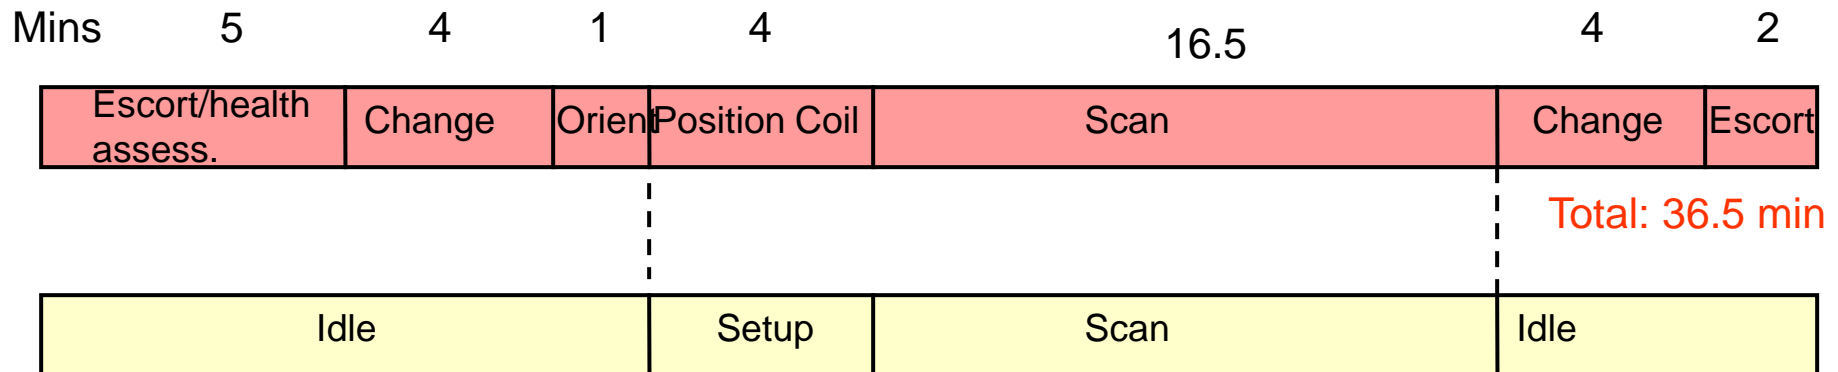 Mins 5 4 1 4 16.5 4 2
Escort/health
assess.
Change
Orient
Position Coil
Scan
Change
Escort
Total: 36.5 min
Idle
Setup
Scan
Idle